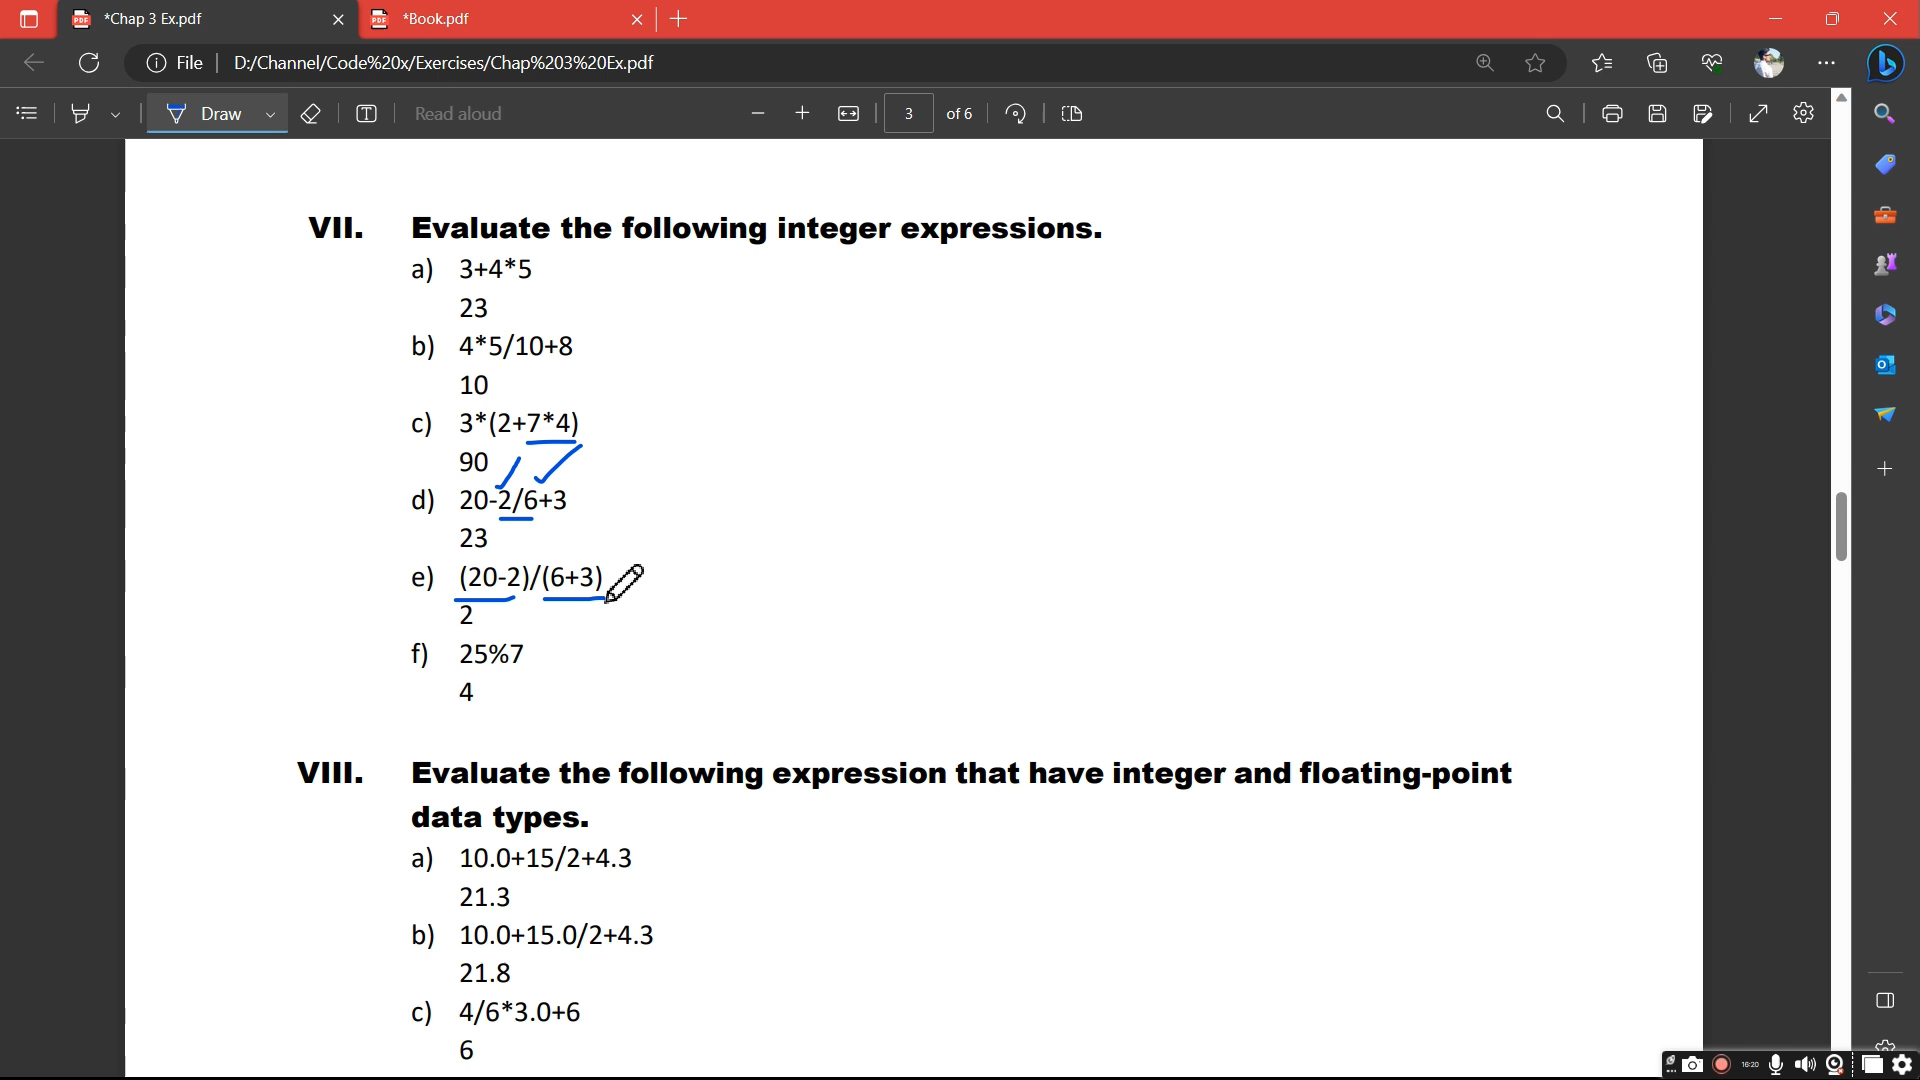 *Chap 3 Ex.pdf
*Book.pdf
File
D:/Channel/Code%20x/Exercises/Chap%203%20Ex.pdf
Draw
Read aloud
3 of 6
VII. Evaluate the following integer expressions.
a) 3+4*5
23
b) 4*5/10+8
10
c) 3*(2+7*4)
90
d) 20-2/6+3
23
e) (20-2)/(6+3)
2
f) 25%7
4
VIII. Evaluate the following expression that have integer and floating-point
data types.
a) 10.0+15/2+4.3
21.3
b) 10.0+15.0/2+4.3
21.8
c) 4/6*3.0+6
6
16:20